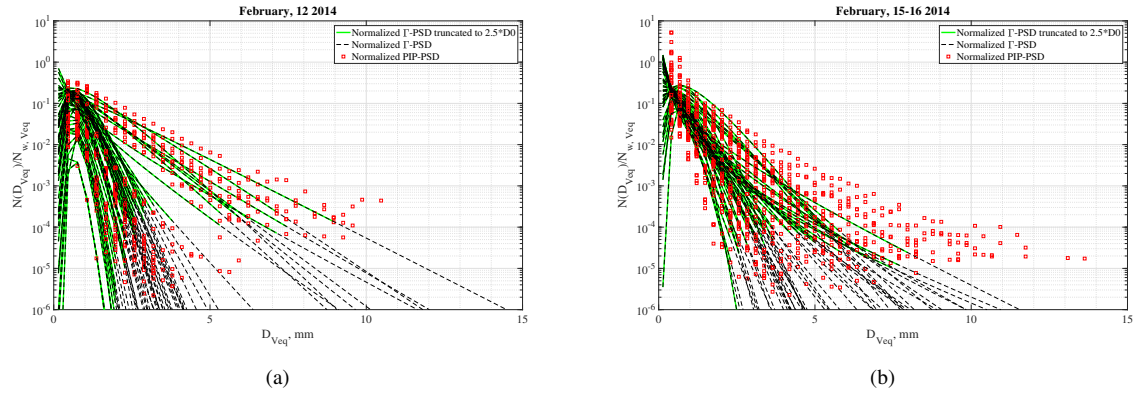 February, 12 2014
Normalized Γ-PSD truncated to 2.5*D0
Normalized Γ-PSD
Normalized PIP-PSD
N(D_Veq)/N_w, Veq
10^1
10^0
10^-1
10^-2
10^-3
10^-4
10^-5
10^-6
0 5 10 15
D_Veq, mm
(a)
February, 15-16 2014
Normalized Γ-PSD truncated to 2.5*D0
Normalized Γ-PSD
Normalized PIP-PSD
N(D_Veq)/N_w, Veq
10^1
10^0
10^-1
10^-2
10^-3
10^-4
10^-5
10^-6
0 5 10 15
D_Veq, mm
(b)